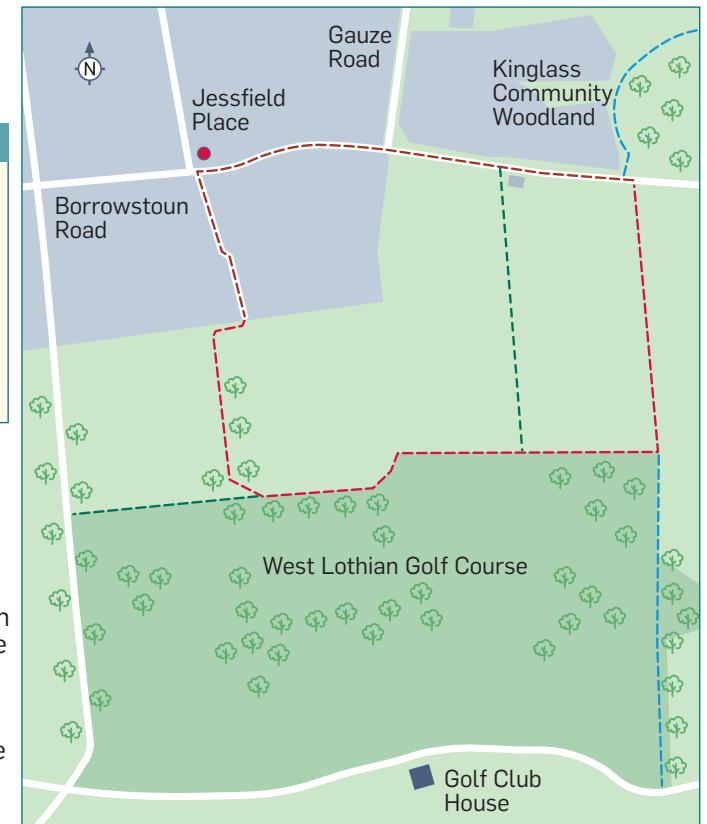 Gauze
Road
N
Kinglass
Community
Woodland
Jessfield
Place
Borrowstoun
Road
West Lothian Golf Course
Golf Club
House